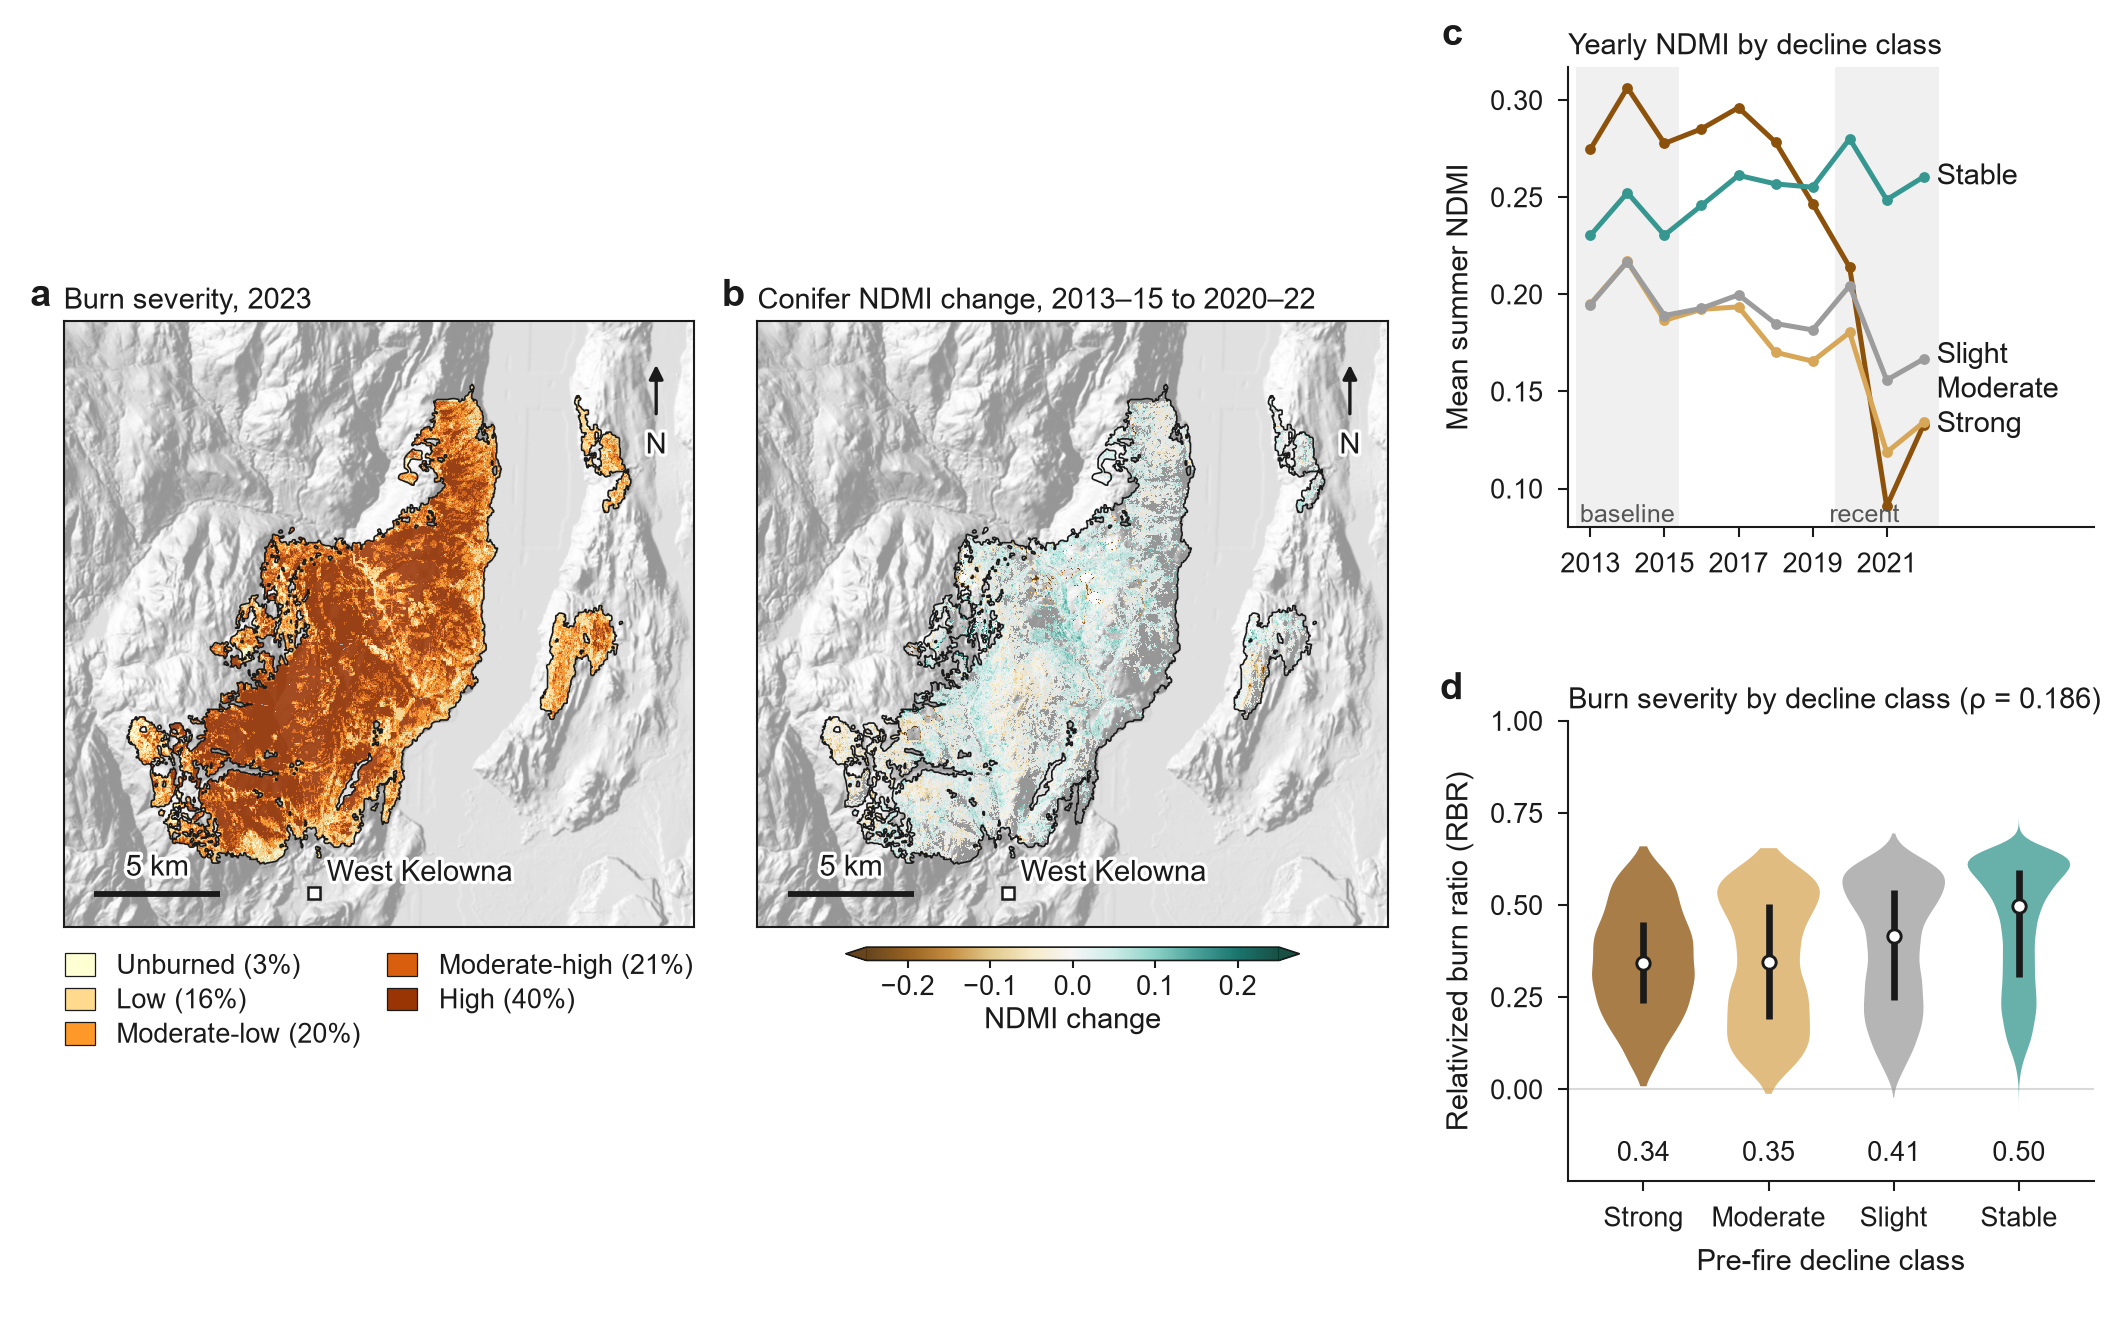 a
Burn severity, 2023
N
5 km
West Kelowna
Unburned (3%)
Low (16%)
Moderate-low (20%)
Moderate-high (21%)
High (40%)
b
Conifer NDMI change, 2013–15 to 2020–22
N
5 km
West Kelowna
−0.2 −0.1 0.0 0.1 0.2
NDMI change
c
Yearly NDMI by decline class
Mean summer NDMI
0.30
0.25
0.20
0.15
0.10
Stable
Slight
Moderate
Strong
baseline
recent
2013 2015 2017 2019 2021
d
Burn severity by decline class (ρ = 0.186)
Relativized burn ratio (RBR)
1.00
0.75
0.50
0.25
0.00
0.34 0.35 0.41 0.50
Strong Moderate Slight Stable
Pre-fire decline class